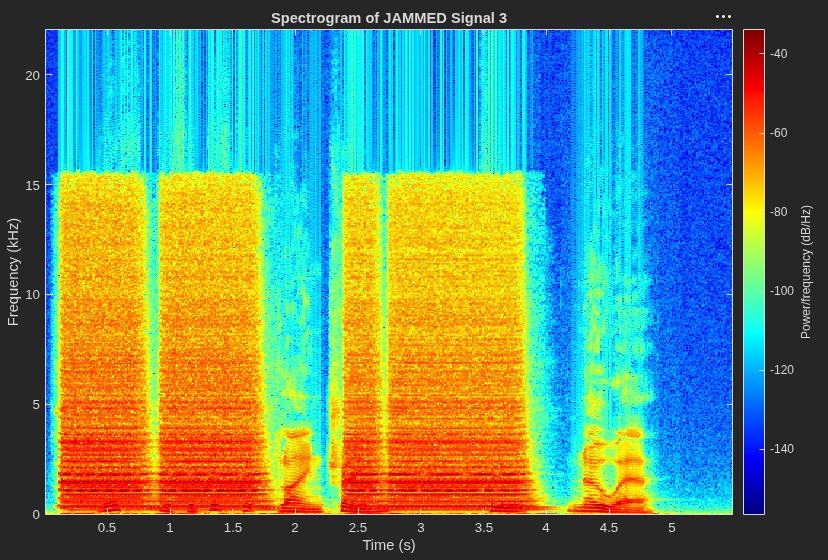 Spectrogram of JAMMED Signal 3
20
15
10
5
0
Frequency (kHz)
0.5 1 1.5 2 2.5 3 3.5 4 4.5 5
Time (s)
-40
-60
-80
-100
-120
-140
Power/frequency (dB/Hz)